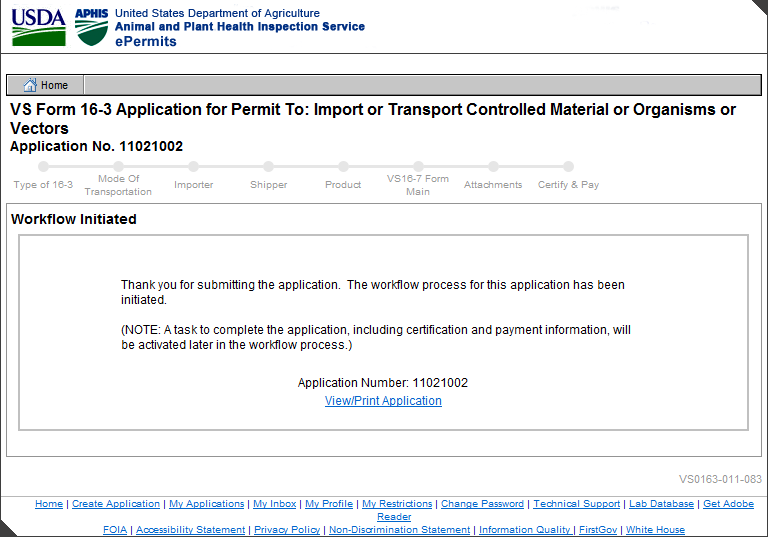 USDA APHIS United States Department of Agriculture
Animal and Plant Health Inspection Service
ePermits
Home
VS Form 16-3 Application for Permit To: Import or Transport Controlled Material or Organisms or
Vectors
Application No. 11021002
Type of 16-3
Mode Of
Transportation
Importer
Shipper
Product
VS16-7 Form
Main
Attachments
Certify & Pay
Workflow Initiated
Thank you for submitting the application.  The workflow process for this application has been
initiated.
(NOTE: A task to complete the application, including certification and payment information, will
be activated later in the workflow process.)
Application Number: 11021002
View/Print Application
VS0163-011-083
Home | Create Application | My Applications | My Inbox | My Profile | My Restrictions | Change Password | Technical Support | Lab Database | Get Adobe
Reader
FOIA | Accessibility Statement | Privacy Policy | Non-Discrimination Statement | Information Quality | FirstGov | White House